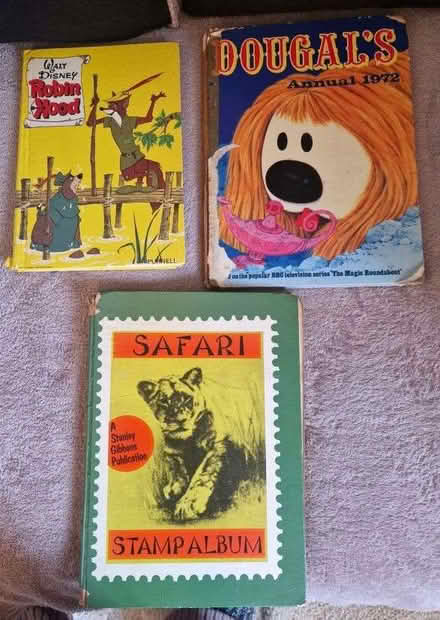 Walt
Disney
Robin
Hood
PURNELL
DOUGAL'S
Annual 1972
on the popular BBC television series 'The Magic Roundabout'
SAFARI
A
Stanley
Gibbons
Publication
STAMP ALBUM